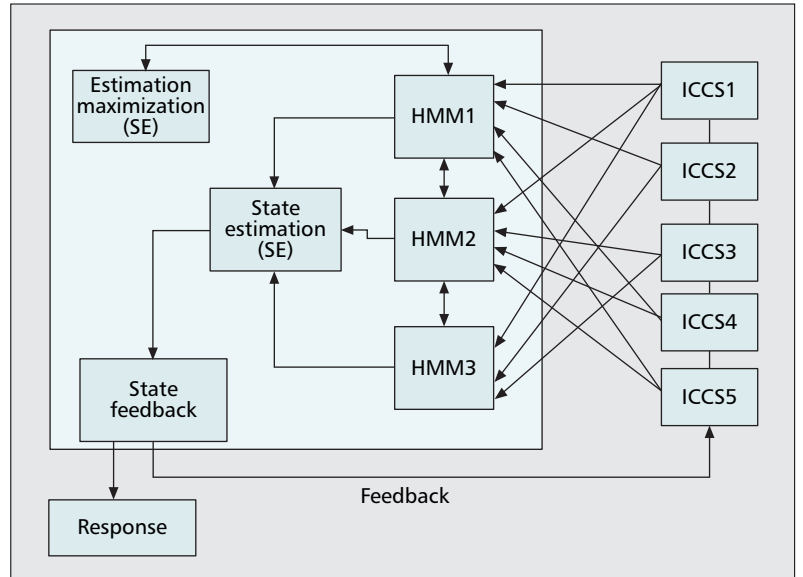 Estimation
maximization
(SE)
HMM1
ICCS1
ICCS2
State
estimation
(SE)
HMM2
ICCS3
ICCS4
HMM3
State
feedback
ICCS5
Feedback
Response